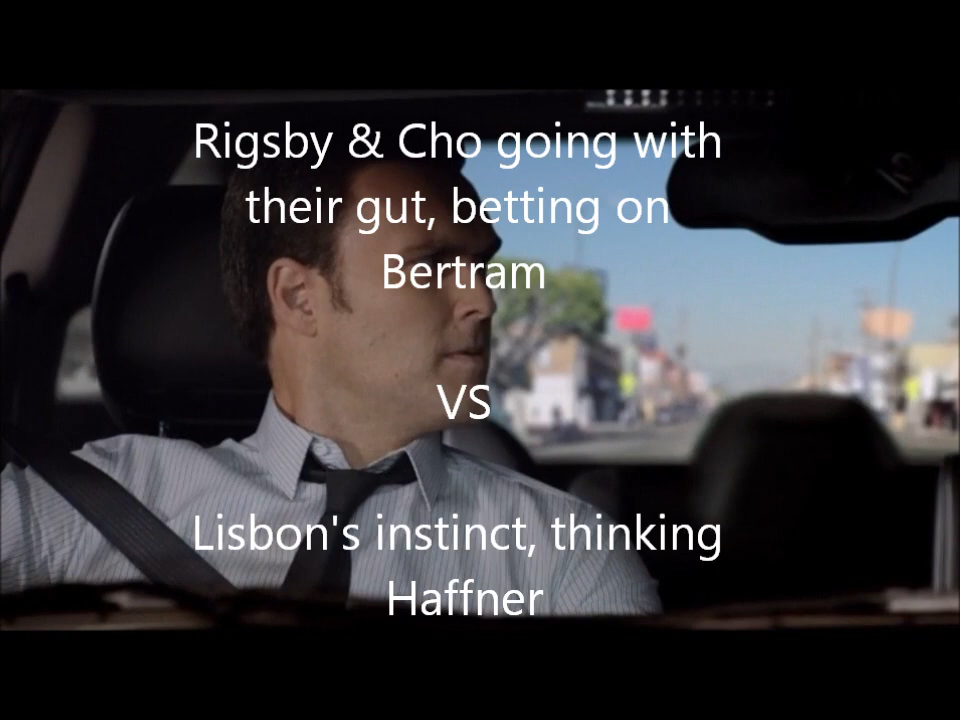 Rigsby & Cho going with
their gut, betting on
Bertram
VS
Lisbon's instinct, thinking
Haffner